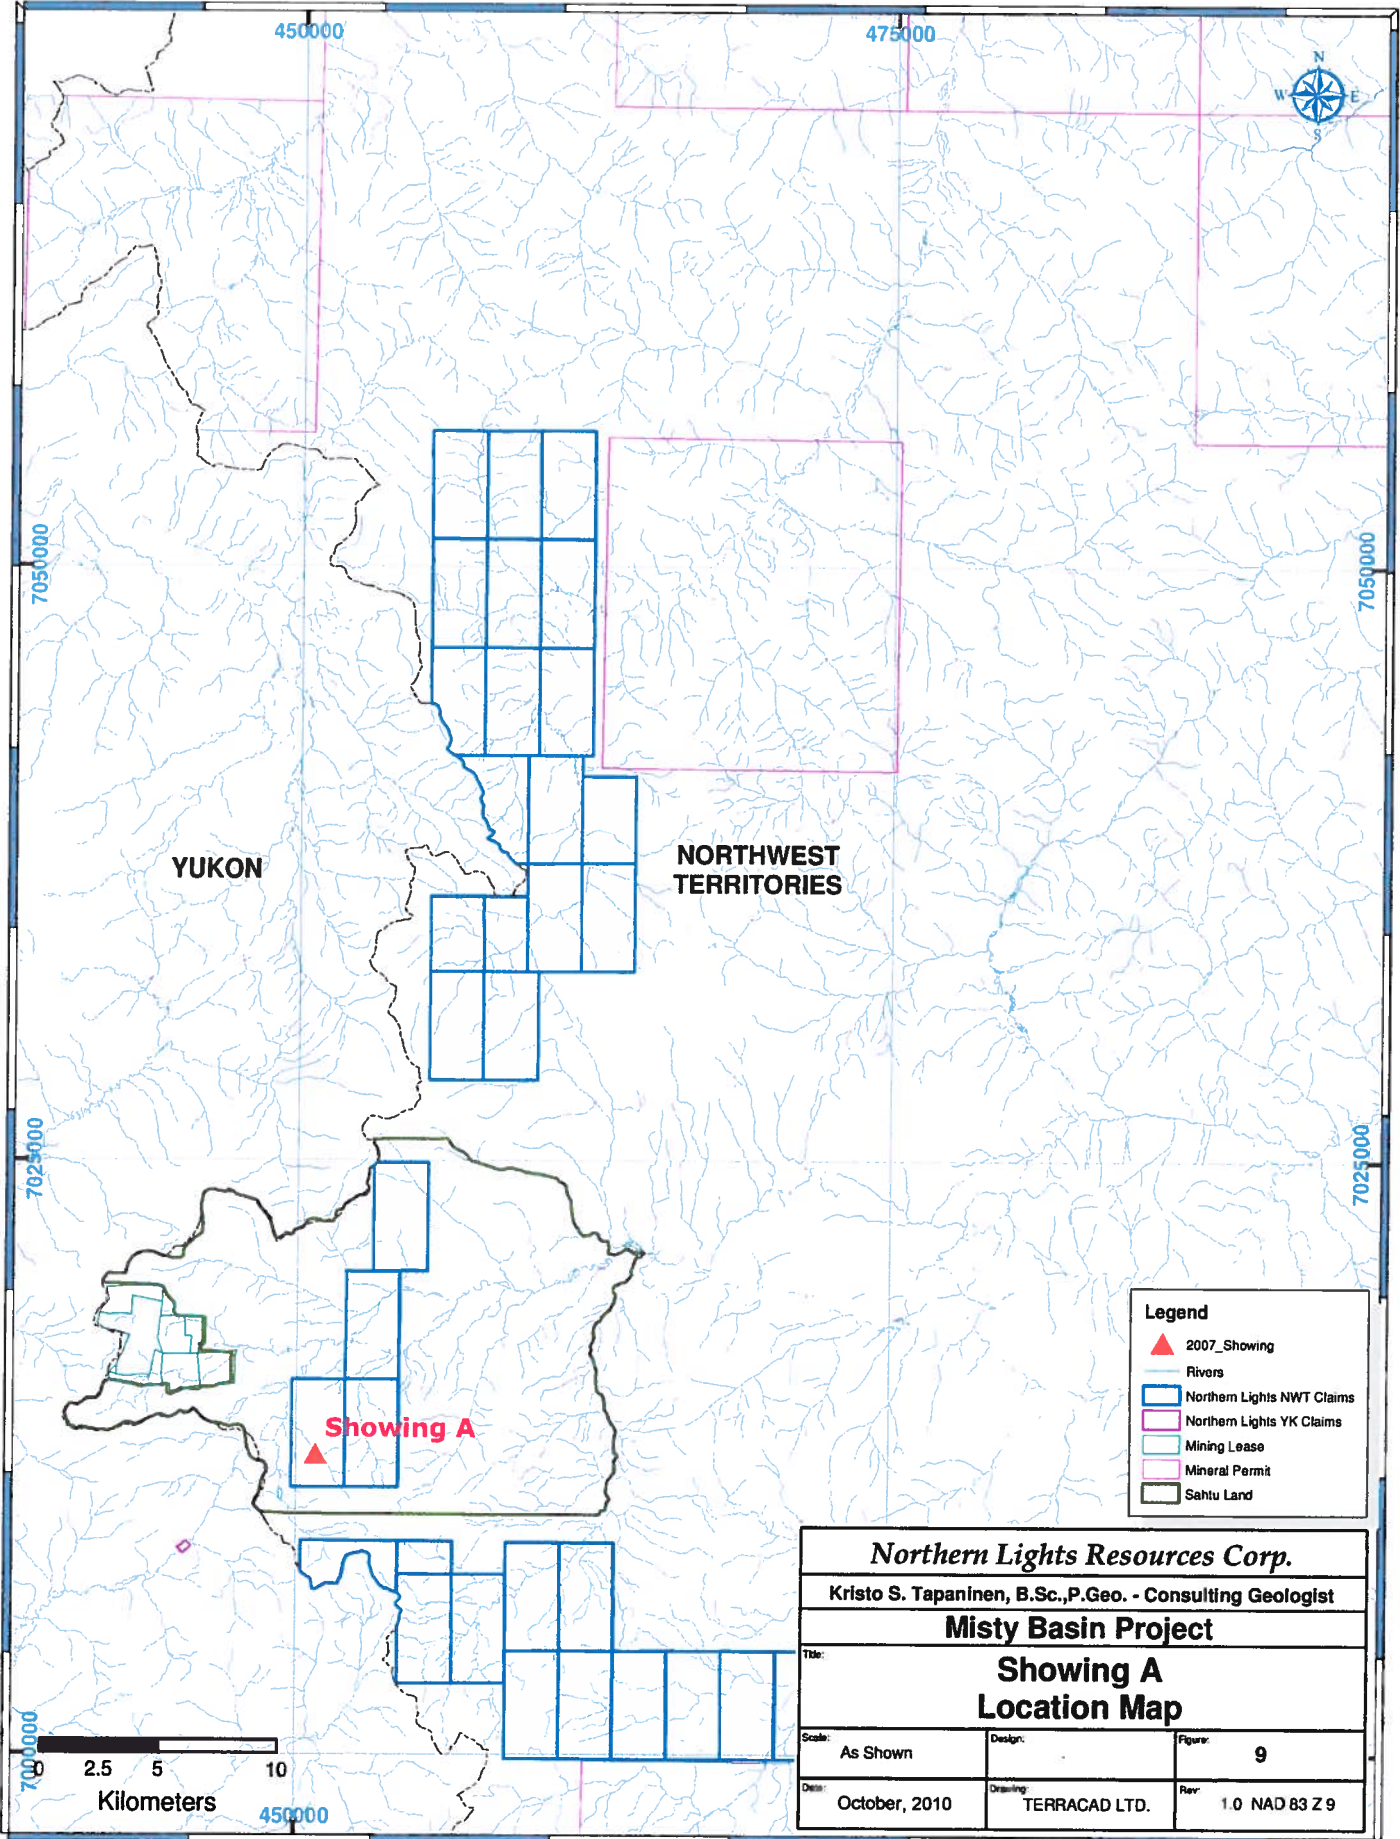 450000
475000
N
W
E
S
7050000
7050000
YUKON
NORTHWEST
TERRITORIES
7025000
7025000
Showing A
Legend
2007_Showing
Rivers
Northern Lights NWT Claims
Northern Lights YK Claims
Mining Lease
Mineral Permit
Sahtu Land
Northern Lights Resources Corp.
Kristo S. Tapaninen, B.Sc.,P.Geo. - Consulting Geologist
Misty Basin Project
Title:
Showing A
Location Map
Scale:
As Shown
Design:
Figure:
9
Date:
October, 2010
Drawing:
TERRACAD LTD.
Rev:
1.0 NAD 83 Z 9
7000000
0 2.5 5 10
Kilometers
450000